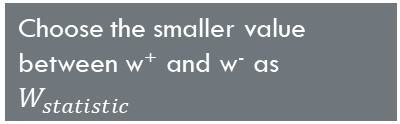 Choose the smaller value
between w⁺ and w⁻ as
W_statistic